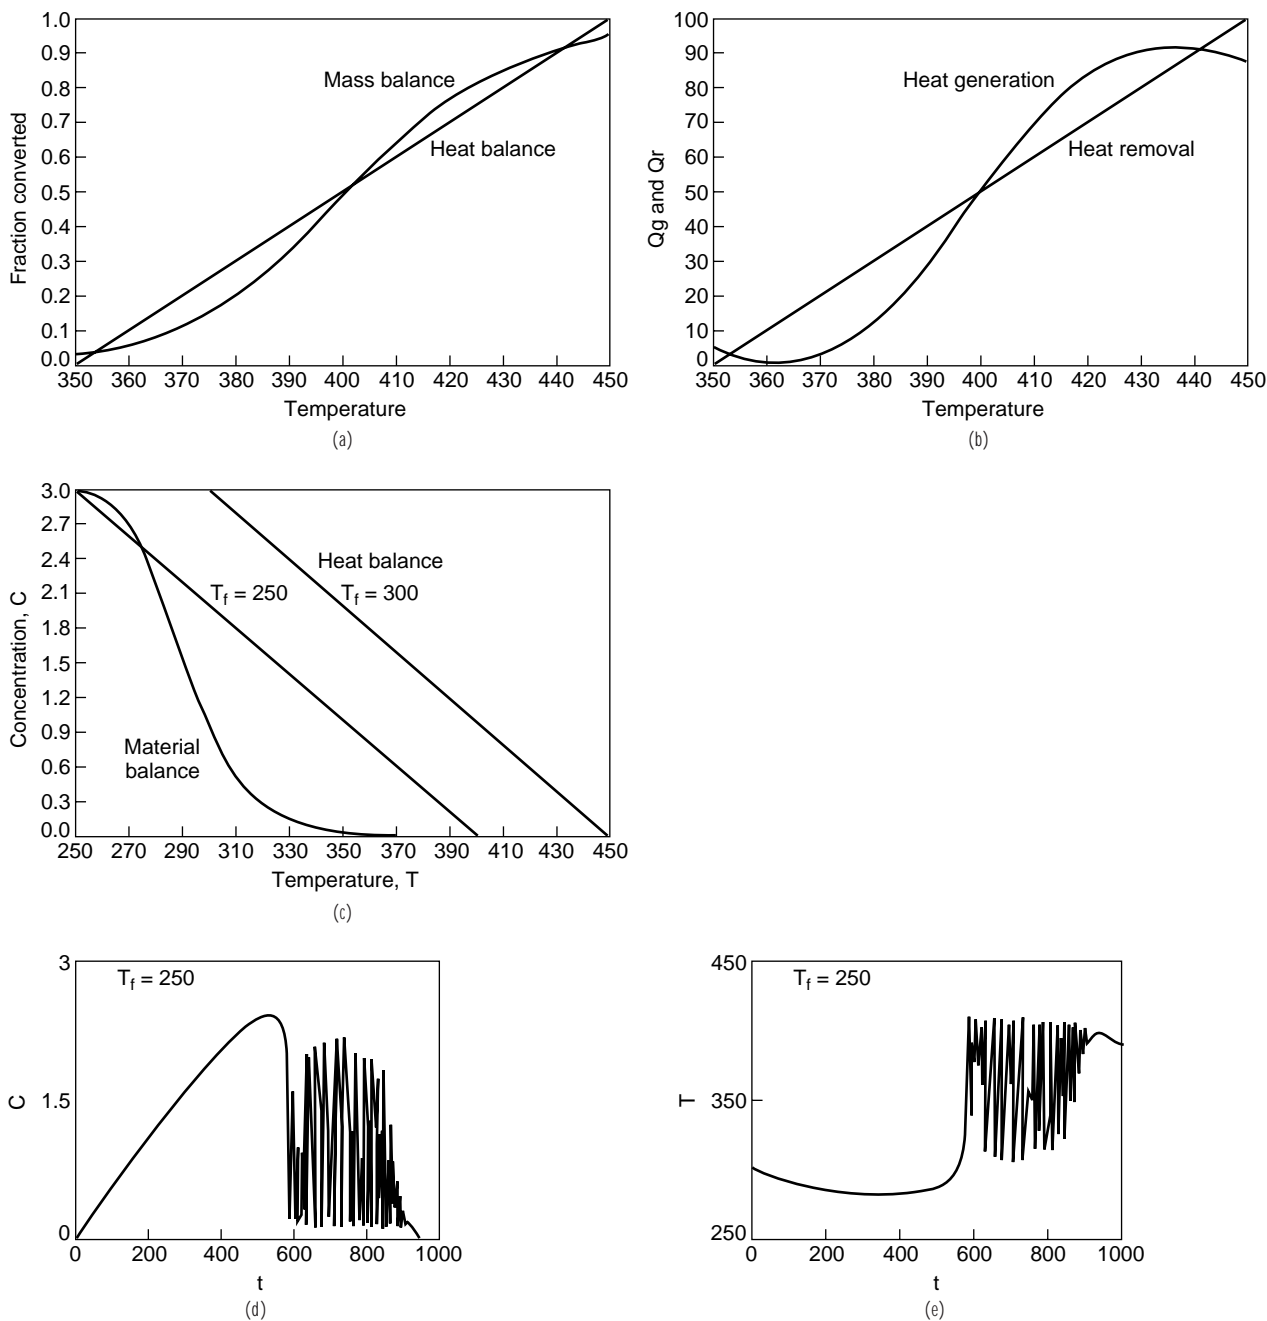 1.0
0.9
0.8
0.7
0.6
0.5
0.4
0.3
0.2
0.1
0.0
Fraction converted
Mass balance
Heat balance
350 360 370 380 390 400 410 420 430 440 450
Temperature
(a)
100
90
80
70
60
50
40
30
20
10
0
Qg and Qr
Heat generation
Heat removal
350 360 370 380 390 400 410 420 430 440 450
Temperature
(b)
3.0
2.7
2.4
2.1
1.8
1.5
1.2
0.9
0.6
0.3
0.0
Concentration, C
Heat balance
Tf = 250
Tf = 300
Material
balance
250 270 290 310 330 350 370 390 410 430 450
Temperature, T
(c)
3
1.5
0
C
Tf = 250
0 200 400 600 800 1000
t
(d)
450
350
250
T
Tf = 250
0 200 400 600 800 1000
t
(e)